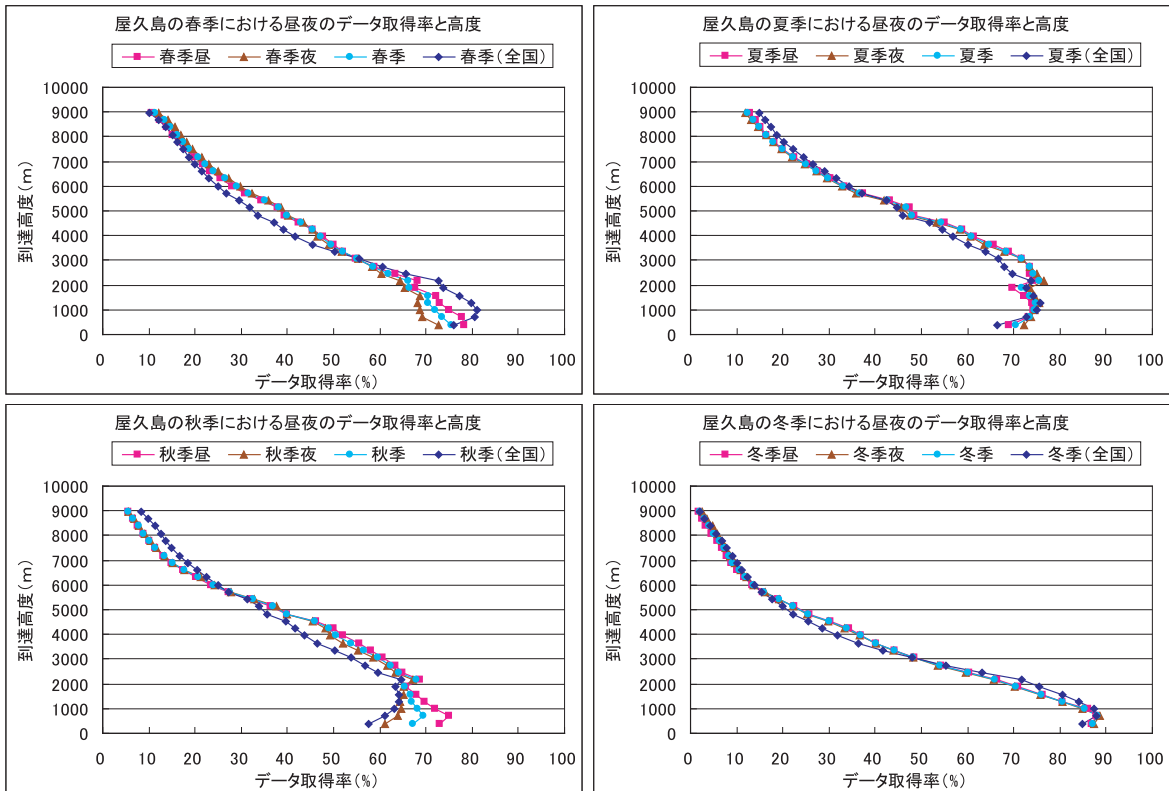 屋久島の春季における昼夜のデータ取得率と高度
春季昼 春季夜 春季 春季(全国)
到達高度(m)
10000
9000
8000
7000
6000
5000
4000
3000
2000
1000
0
0 10 20 30 40 50 60 70 80 90 100
データ取得率(%)
屋久島の夏季における昼夜のデータ取得率と高度
夏季昼 夏季夜 夏季 夏季(全国)
到達高度(m)
10000
9000
8000
7000
6000
5000
4000
3000
2000
1000
0
0 10 20 30 40 50 60 70 80 90 100
データ取得率(%)
屋久島の秋季における昼夜のデータ取得率と高度
秋季昼 秋季夜 秋季 秋季(全国)
到達高度(m)
10000
9000
8000
7000
6000
5000
4000
3000
2000
1000
0
0 10 20 30 40 50 60 70 80 90 100
データ取得率(%)
屋久島の冬季における昼夜のデータ取得率と高度
冬季昼 冬季夜 冬季 冬季(全国)
到達高度(m)
10000
9000
8000
7000
6000
5000
4000
3000
2000
1000
0
0 10 20 30 40 50 60 70 80 90 100
データ取得率(%)